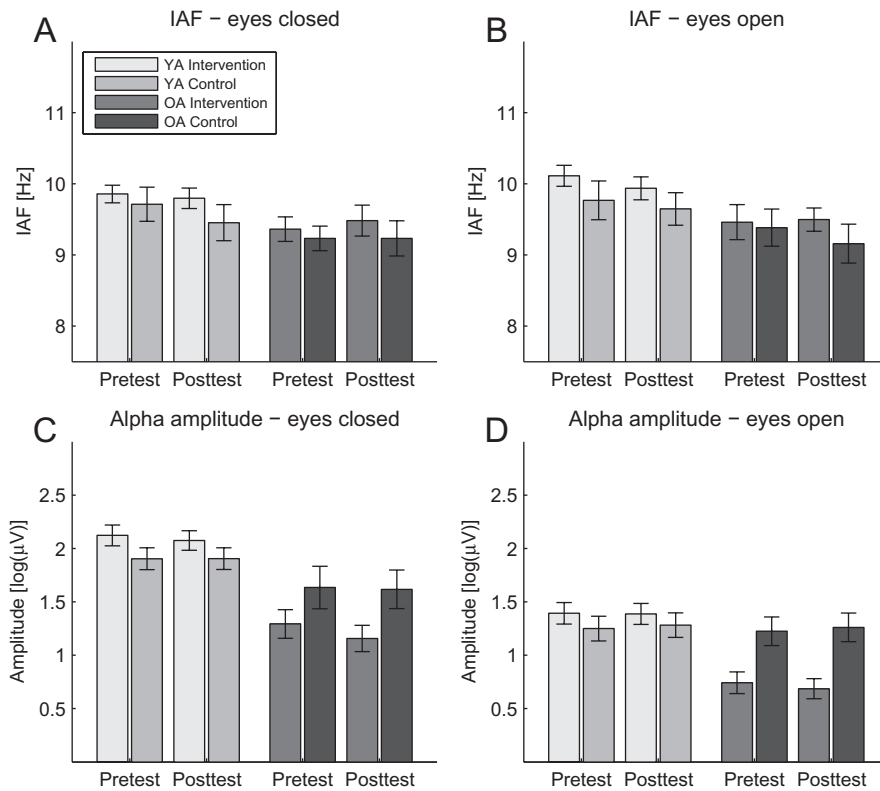 A
IAF − eyes closed
YA Intervention
YA Control
OA Intervention
OA Control
11
10
9
8
IAF [Hz]
Pretest Posttest Pretest Posttest
B
IAF − eyes open
11
10
9
8
IAF [Hz]
Pretest Posttest Pretest Posttest
C
Alpha amplitude − eyes closed
2.5
2
1.5
1
0.5
Amplitude [log(μV)]
Pretest Posttest Pretest Posttest
D
Alpha amplitude − eyes open
2.5
2
1.5
1
0.5
Amplitude [log(μV)]
Pretest Posttest Pretest Posttest